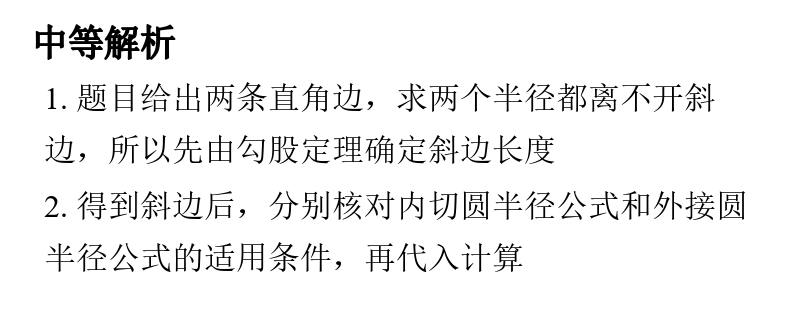 中等解析
1. 题目给出两条直角边，求两个半径都离不开斜
边，所以先由勾股定理确定斜边长度
2. 得到斜边后，分别核对内切圆半径公式和外接圆
半径公式的适用条件，再代入计算